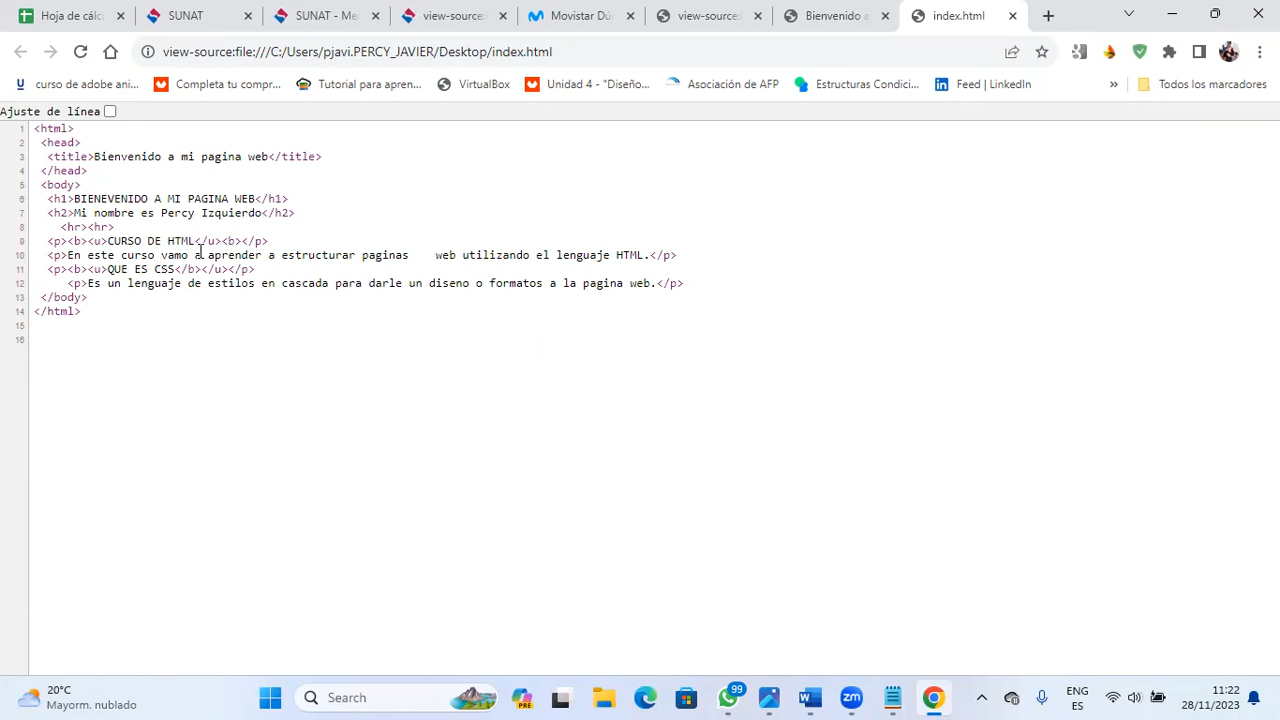 Hoja de cálc
SUNAT
SUNAT - Me
view-source:
Movistar Dú
view-source:
Bienvenido a
index.html
view-source:file:///C:/Users/pjavi.PERCY_JAVIER/Desktop/index.html
curso de adobe ani...
Completa tu compr...
Tutorial para apren...
VirtualBox
Unidad 4 - "Diseño...
Asociación de AFP
Estructuras Condici...
Feed | LinkedIn
»
Todos los marcadores
Ajuste de línea
1 <html>
2 <head>
3 <title>Bienvenido a mi pagina web</title>
4 </head>
5 <body>
6 <h1>BIENEVENIDO A MI PAGINA WEB</h1>
7 <h2>Mi nombre es Percy Izquierdo</h2>
8 <hr><hr>
9 <p><b><u>CURSO DE HTML</u><b></p>
10 <p>En este curso vamo a aprender a estructurar paginas    web utilizando el lenguaje HTML.</p>
11 <p><b><u>QUE ES CSS</b></u></p>
12 <p>Es un lenguaje de estilos en cascada para darle un diseno o formatos a la pagina web.</p>
13 </body>
14 </html>
15
16
20°C
Mayorm. nublado
Search
PRE
99
W
zm
ENG
ES
11:22
28/11/2023